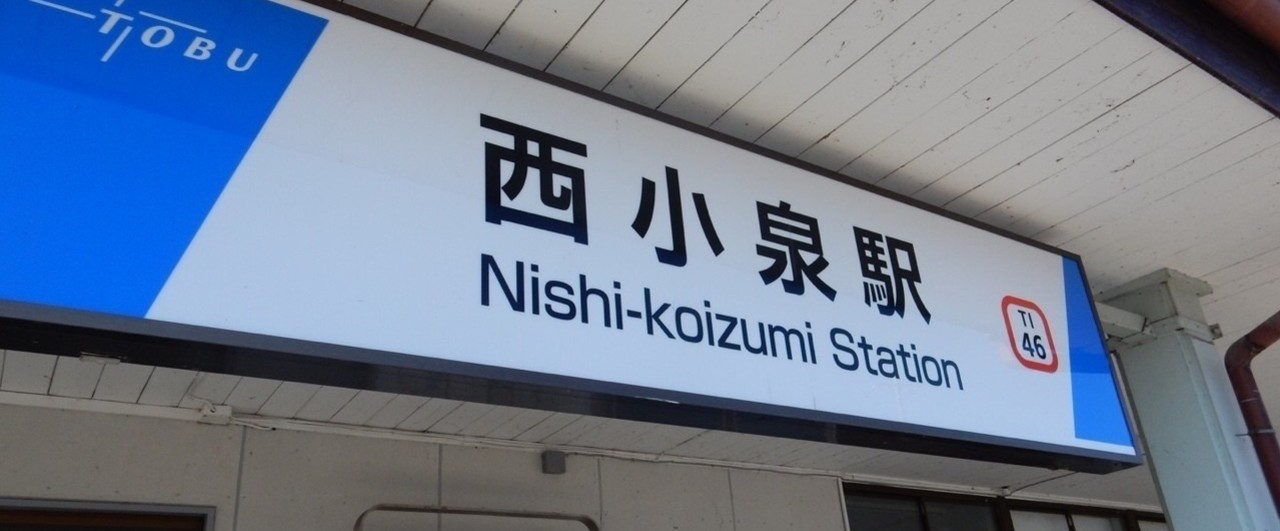 TOBU
西小泉駅
Nishi-koizumi Station
TI
46